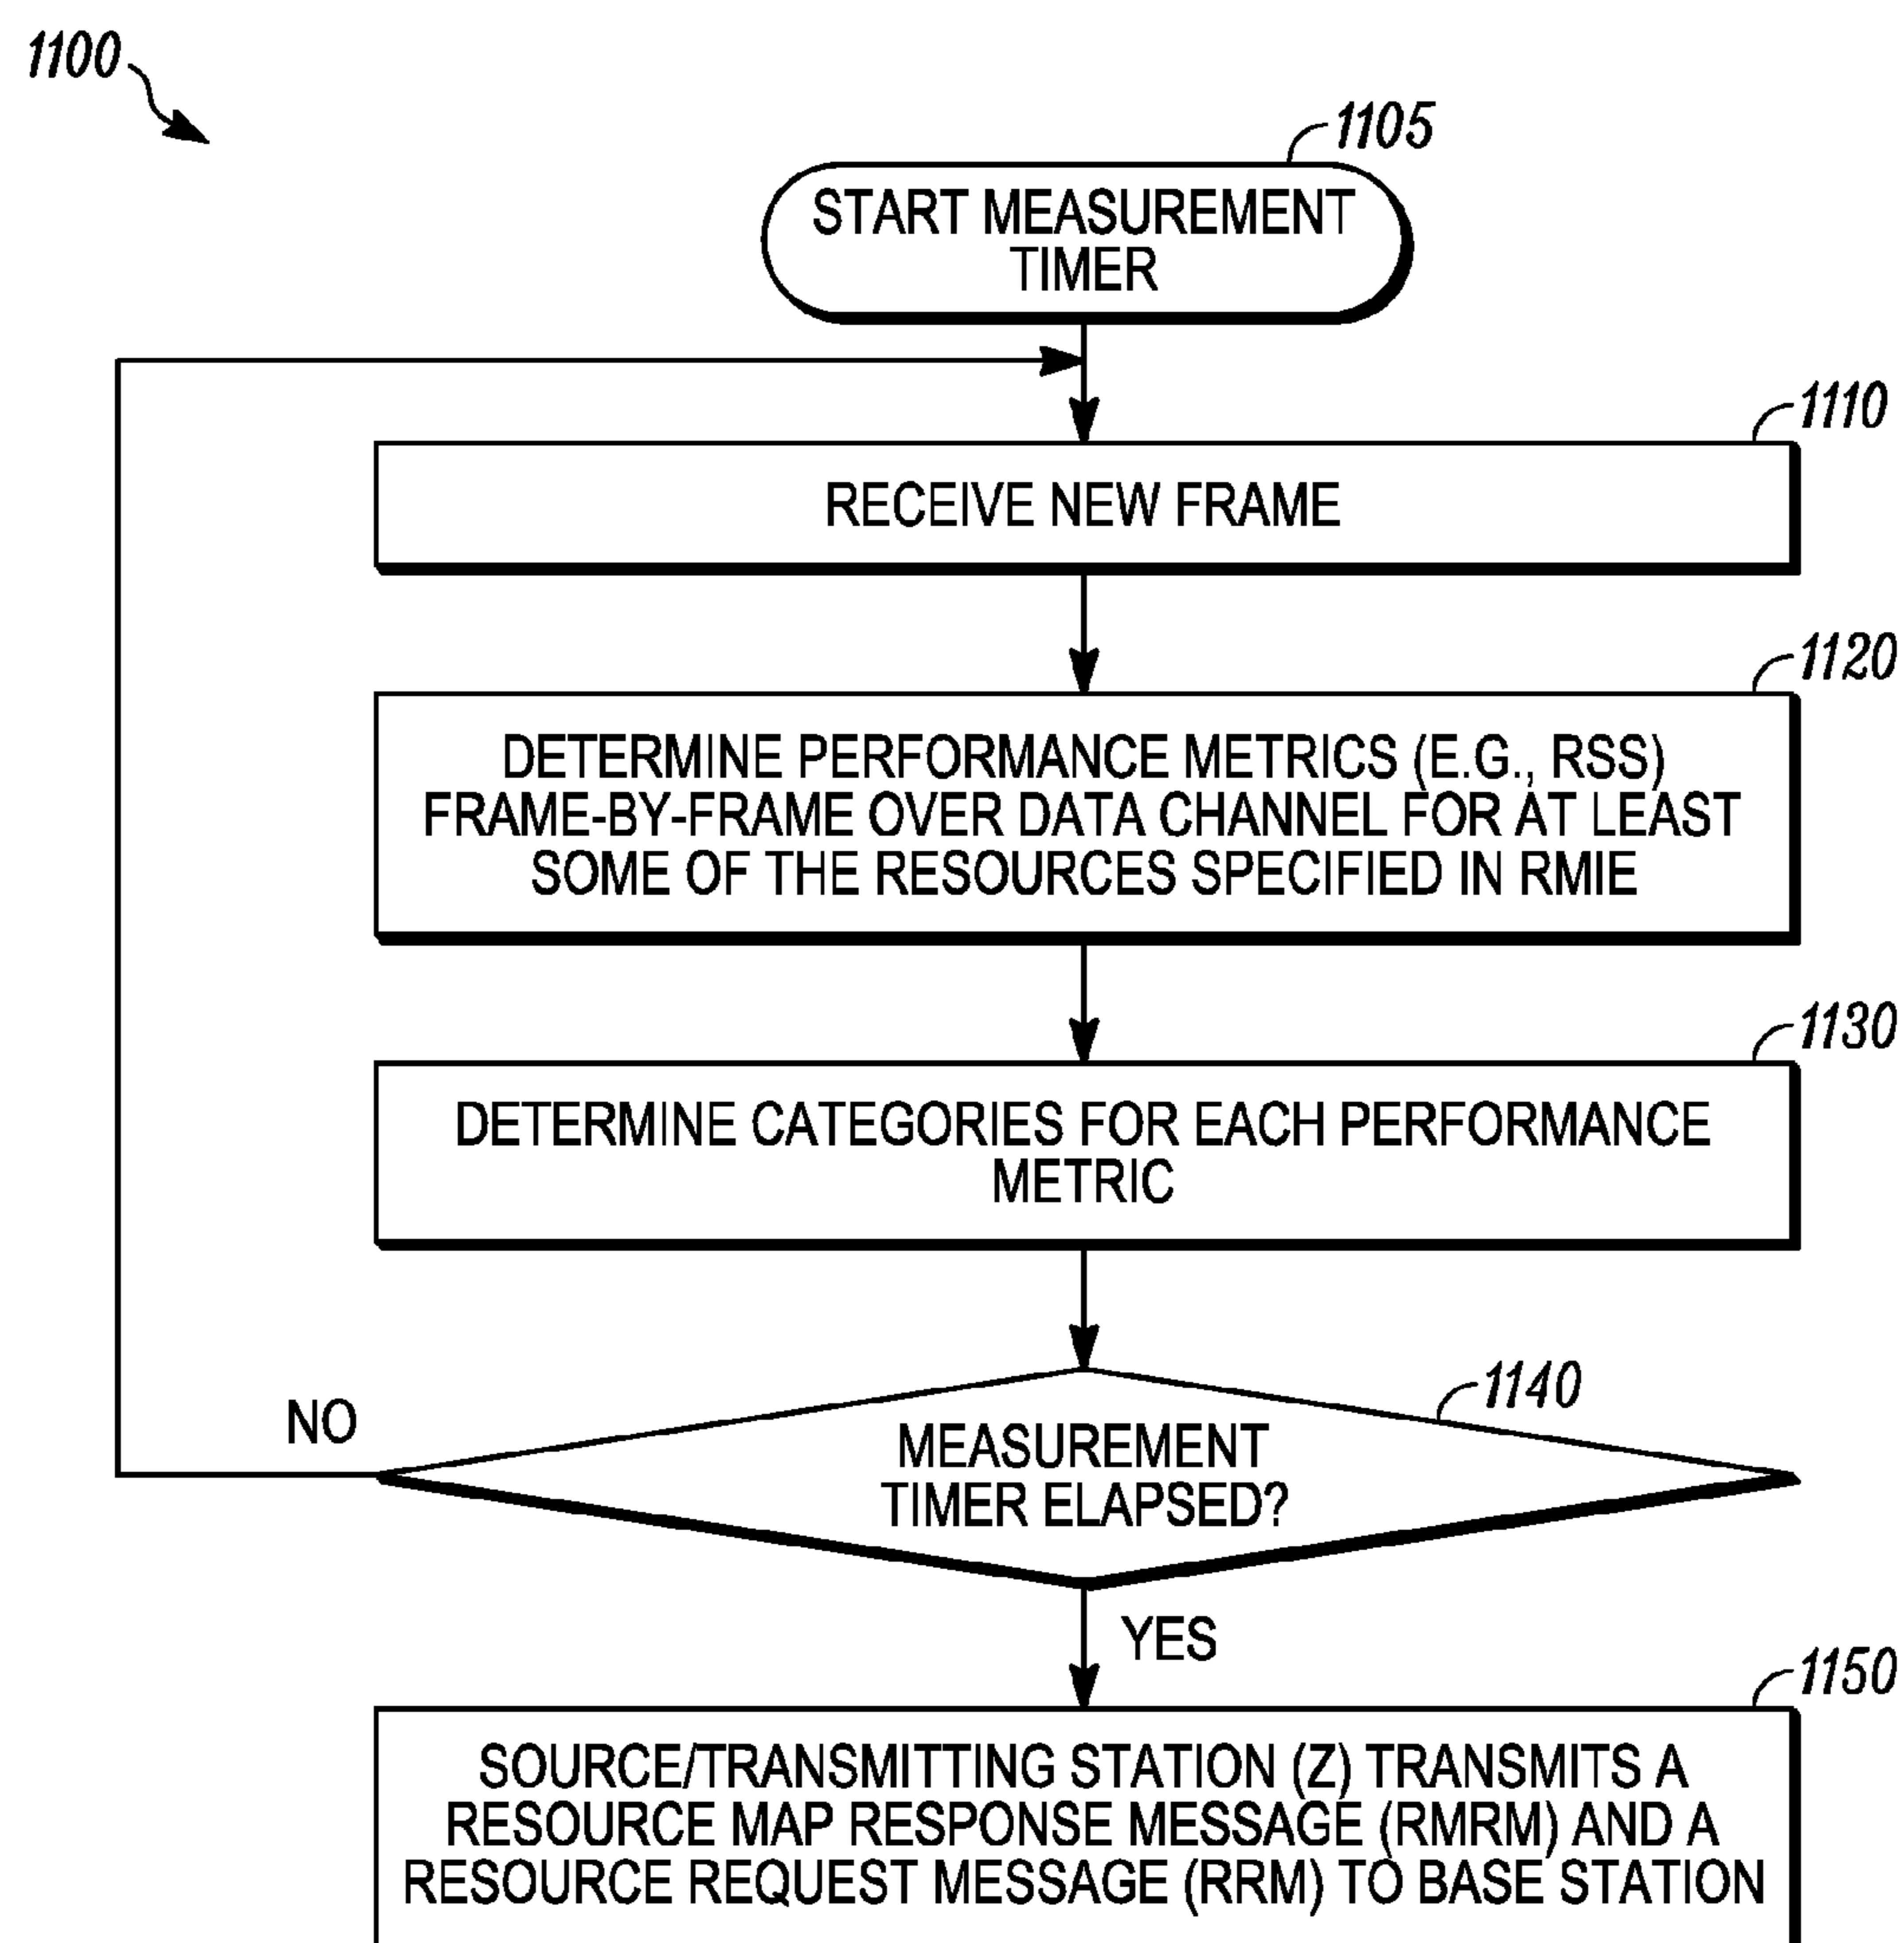 1100
1105
START MEASUREMENT
TIMER
1110
RECEIVE NEW FRAME
1120
DETERMINE PERFORMANCE METRICS (E.G., RSS)
FRAME-BY-FRAME OVER DATA CHANNEL FOR AT LEAST
SOME OF THE RESOURCES SPECIFIED IN RMIE
1130
DETERMINE CATEGORIES FOR EACH PERFORMANCE
METRIC
1140
NO
MEASUREMENT
TIMER ELAPSED?
YES
1150
SOURCE/TRANSMITTING STATION (Z) TRANSMITS A
RESOURCE MAP RESPONSE MESSAGE (RMRM) AND A
RESOURCE REQUEST MESSAGE (RRM) TO BASE STATION